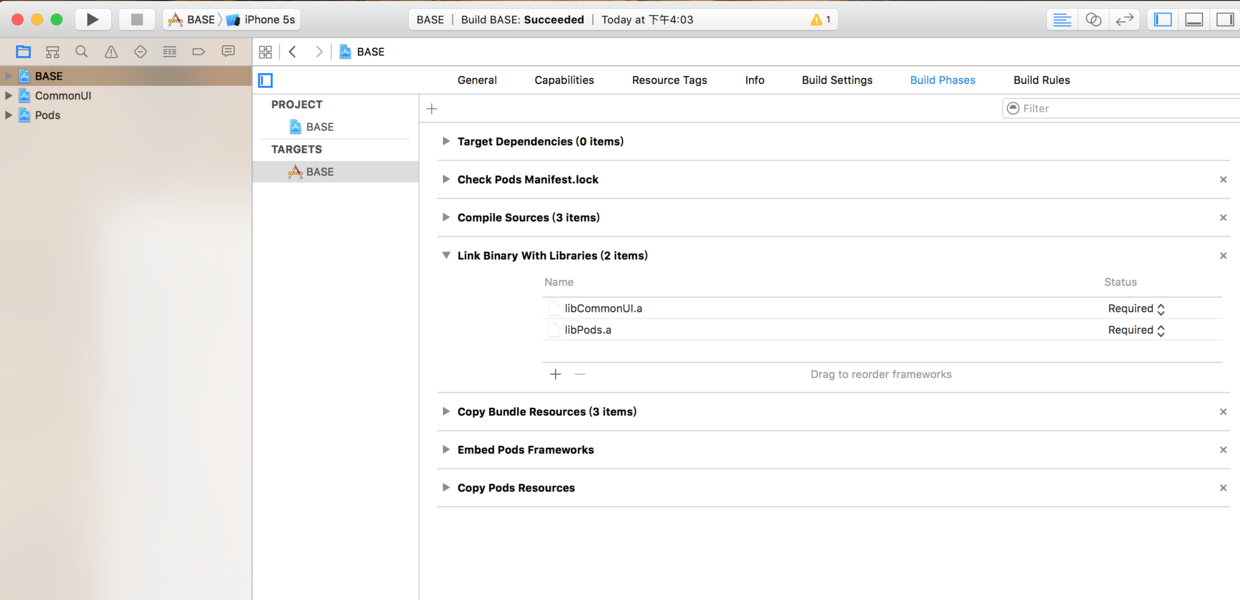 BASE iPhone 5s BASE | Build BASE: Succeeded | Today at 下午4:03 1
BASE
BASE
CommonUI
Pods
General Capabilities Resource Tags Info Build Settings Build Phases Build Rules
PROJECT
BASE
TARGETS
BASE
Filter
Target Dependencies (0 items)
Check Pods Manifest.lock
Compile Sources (3 items)
Link Binary With Libraries (2 items)
Name Status
libCommonUI.a Required
libPods.a Required
Drag to reorder frameworks
Copy Bundle Resources (3 items)
Embed Pods Frameworks
Copy Pods Resources